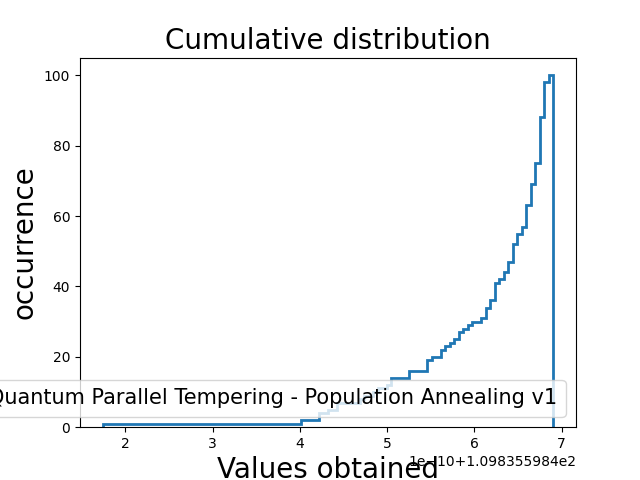 Cumulative distribution
occurrence
100
80
60
40
20
0
Quantum Parallel Tempering - Population Annealing v1
2 3 4 5 6 7
1e-10+1.098355984e2
Values obtained